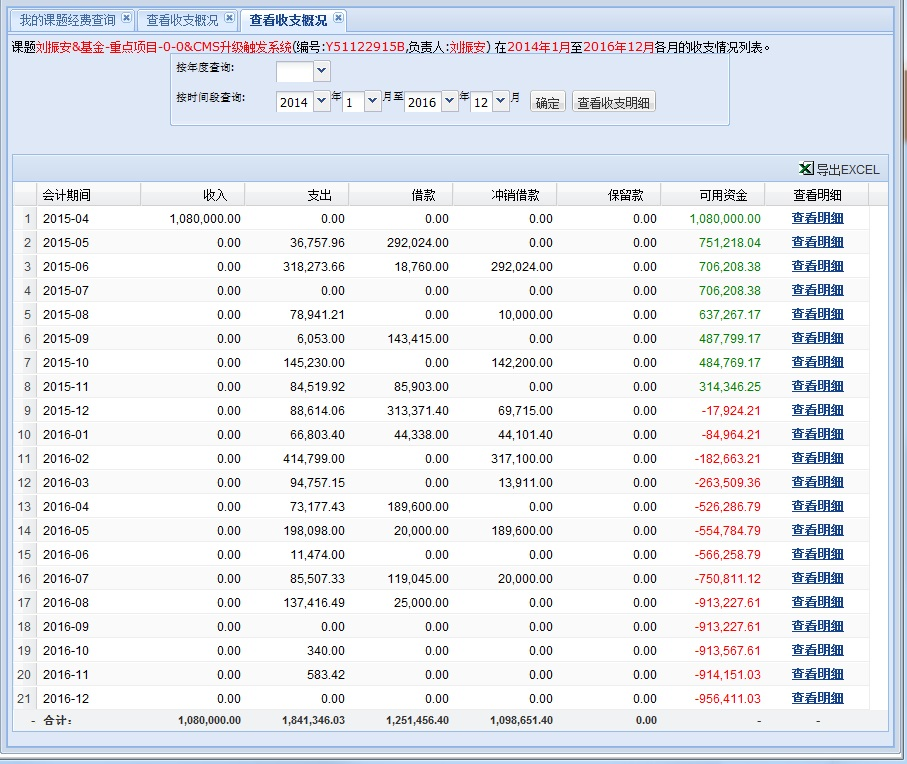 我的课题经费查询 查看收支概况 查看收支概况
课题刘振安&基金-重点项目-0-0&CMS升级触发系统(编号:Y51122915B,负责人:刘振安) 在2014年1月至2016年12月各月的收支情况列表。
按年度查询:
按时间段查询: 2014 年 1 月至 2016 年 12 月 确定 查看收支明细
导出EXCEL
会计期间 收入 支出 借款 冲销借款 保留款 可用资金 查看明细
1 2015-04 1,080,000.00 0.00 0.00 0.00 0.00 1,080,000.00 查看明细
2 2015-05 0.00 36,757.96 292,024.00 0.00 0.00 751,218.04 查看明细
3 2015-06 0.00 318,273.66 18,760.00 292,024.00 0.00 706,208.38 查看明细
4 2015-07 0.00 0.00 0.00 0.00 0.00 706,208.38 查看明细
5 2015-08 0.00 78,941.21 0.00 10,000.00 0.00 637,267.17 查看明细
6 2015-09 0.00 6,053.00 143,415.00 0.00 0.00 487,799.17 查看明细
7 2015-10 0.00 145,230.00 0.00 142,200.00 0.00 484,769.17 查看明细
8 2015-11 0.00 84,519.92 85,903.00 0.00 0.00 314,346.25 查看明细
9 2015-12 0.00 88,614.06 313,371.40 69,715.00 0.00 -17,924.21 查看明细
10 2016-01 0.00 66,803.40 44,338.00 44,101.40 0.00 -84,964.21 查看明细
11 2016-02 0.00 414,799.00 0.00 317,100.00 0.00 -182,663.21 查看明细
12 2016-03 0.00 94,757.15 0.00 13,911.00 0.00 -263,509.36 查看明细
13 2016-04 0.00 73,177.43 189,600.00 0.00 0.00 -526,286.79 查看明细
14 2016-05 0.00 198,098.00 20,000.00 189,600.00 0.00 -554,784.79 查看明细
15 2016-06 0.00 11,474.00 0.00 0.00 0.00 -566,258.79 查看明细
16 2016-07 0.00 85,507.33 119,045.00 20,000.00 0.00 -750,811.12 查看明细
17 2016-08 0.00 137,416.49 25,000.00 0.00 0.00 -913,227.61 查看明细
18 2016-09 0.00 0.00 0.00 0.00 0.00 -913,227.61 查看明细
19 2016-10 0.00 340.00 0.00 0.00 0.00 -913,567.61 查看明细
20 2016-11 0.00 583.42 0.00 0.00 0.00 -914,151.03 查看明细
21 2016-12 0.00 0.00 0.00 0.00 0.00 -956,411.03 查看明细
- 合计: 1,080,000.00 1,841,346.03 1,251,456.40 1,098,651.40 0.00 - -